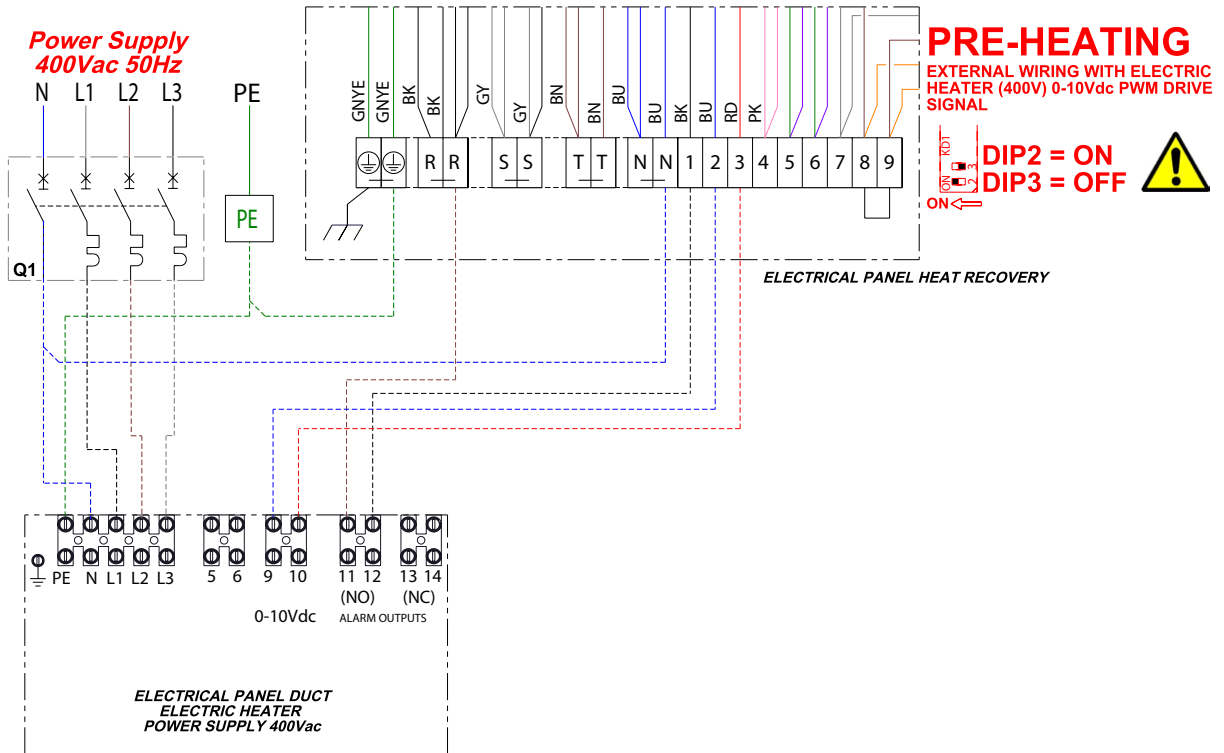 Power Supply
400Vac 50Hz
N L1 L2 L3 PE
Q1
PE
GNYE GNYE BK BK GY GY BN BN BU BU BK BU RD PK
R R S S T T N N 1 2 3 4 5 6 7 8 9
ELECTRICAL PANEL HEAT RECOVERY
PRE-HEATING
EXTERNAL WIRING WITH ELECTRIC
HEATER (400V) 0-10Vdc PWM DRIVE
SIGNAL
KD1
ON
2 3
DIP2 = ON
DIP3 = OFF
ON
PE N L1 L2 L3 5 6 9 10 11 12 13 14
(NO) (NC)
0-10Vdc ALARM OUTPUTS
ELECTRICAL PANEL DUCT
ELECTRIC HEATER
POWER SUPPLY 400Vac